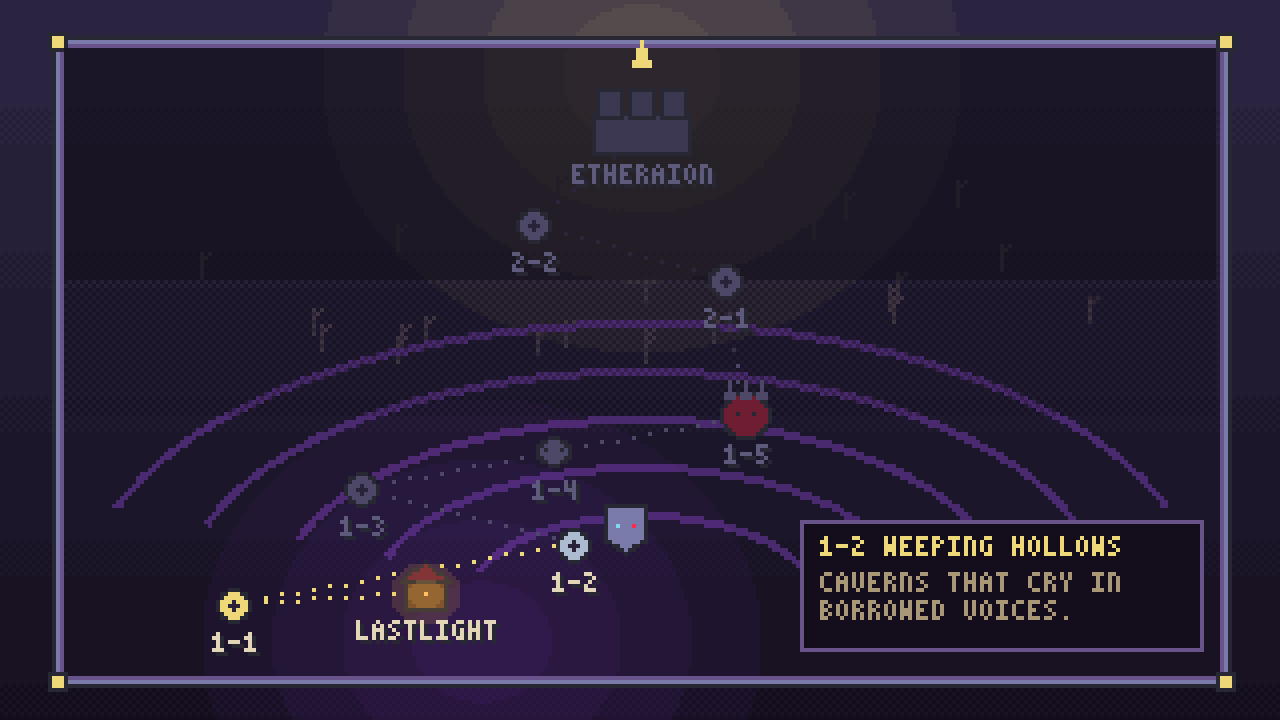 ETHERAION
2-2
2-1
1-5
1-4
1-3
1-2
LASTLIGHT
1-1
1-2 WEEPING HOLLOWS
CAVERNS THAT CRY IN
BORROWED VOICES.